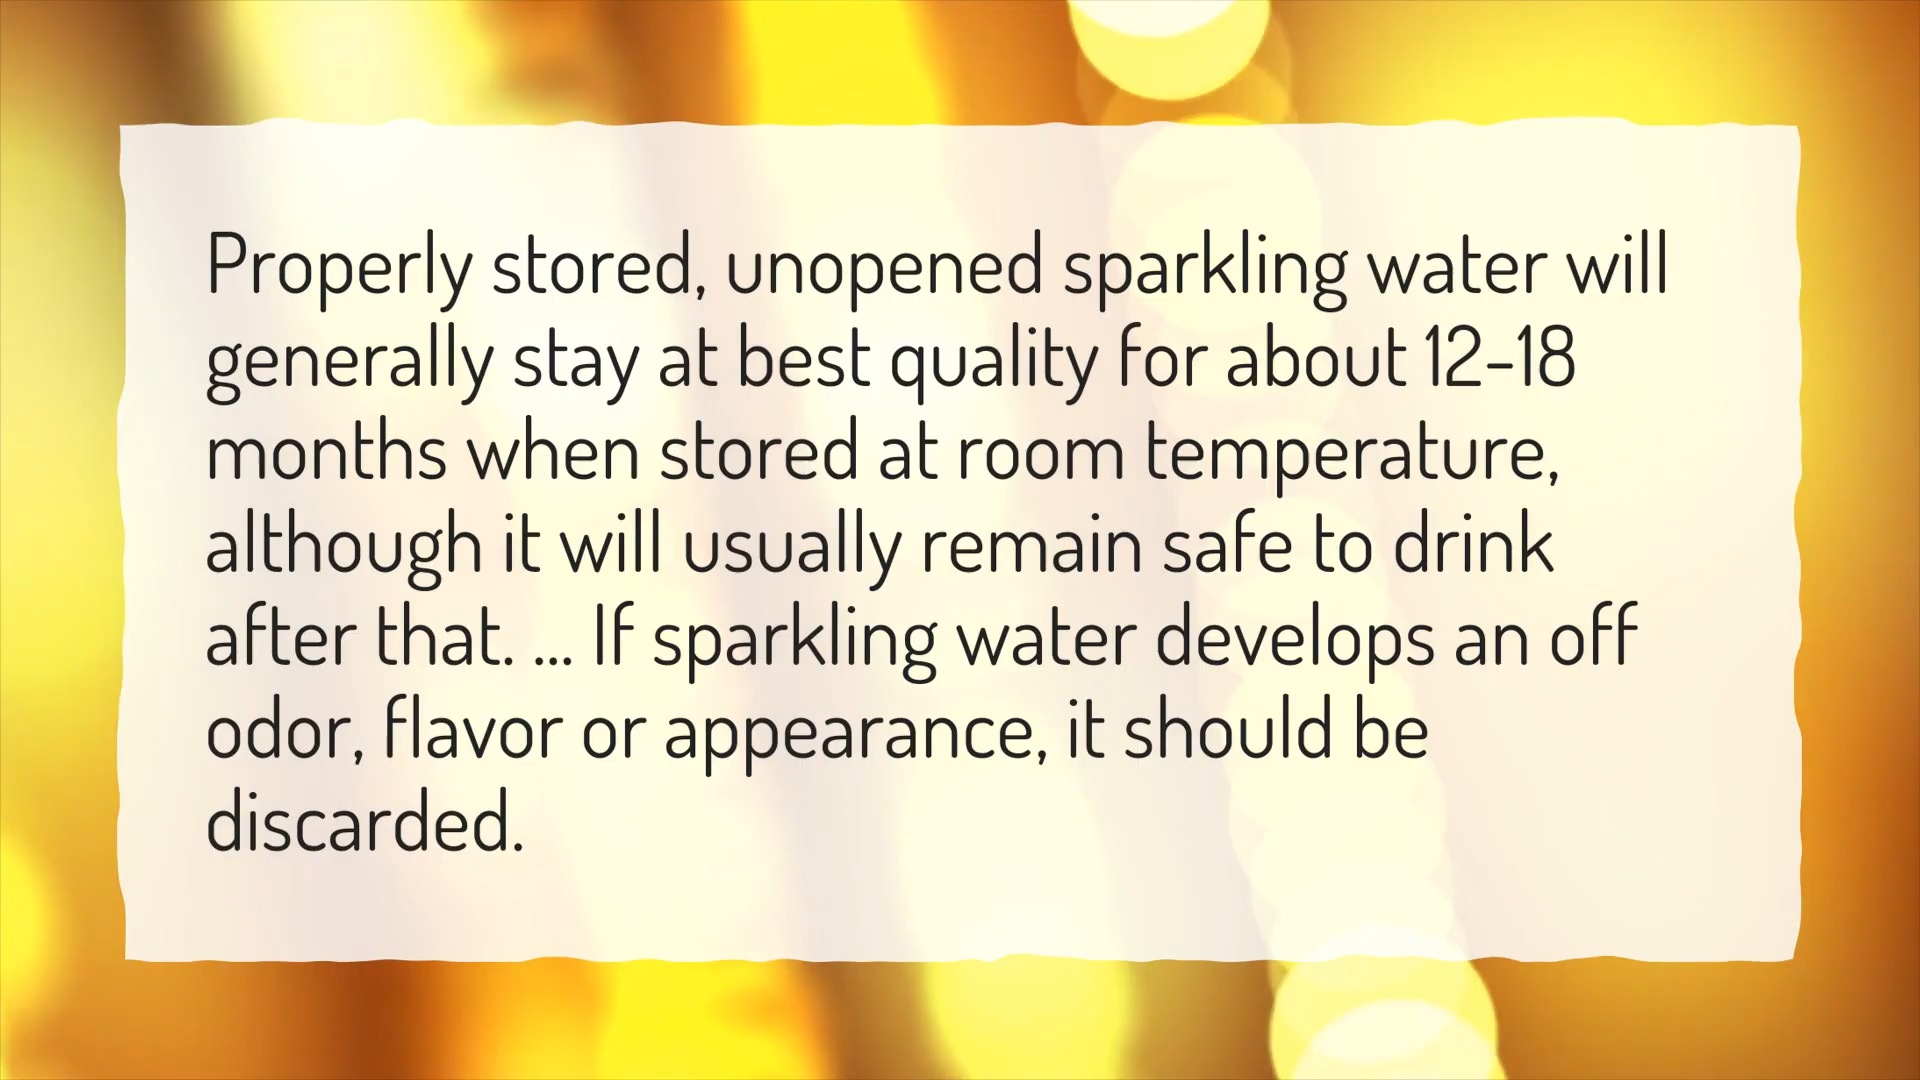 Properly stored, unopened sparkling water will
generally stay at best quality for about 12-18
months when stored at room temperature,
although it will usually remain safe to drink
after that. ... If sparkling water develops an off
odor, flavor or appearance, it should be
discarded.